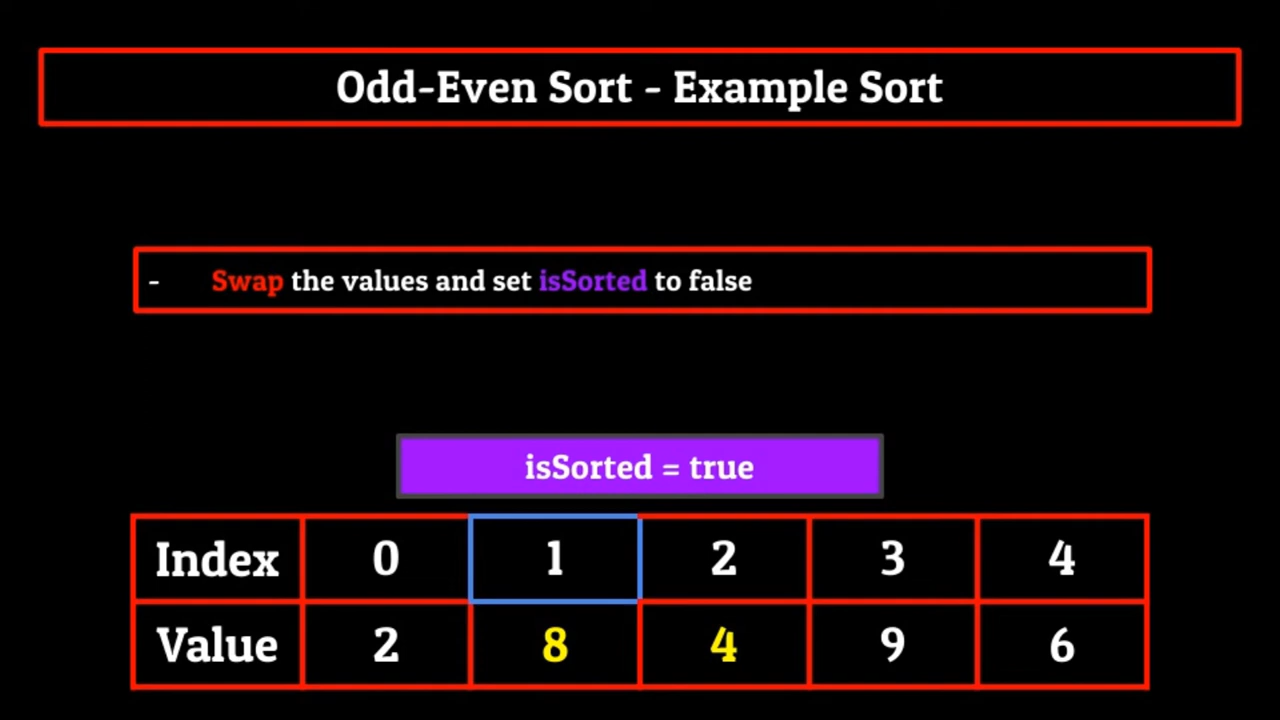 Odd-Even Sort - Example Sort
- Swap the values and set isSorted to false
isSorted = true
Index 0 1 2 3 4
Value 2 8 4 9 6